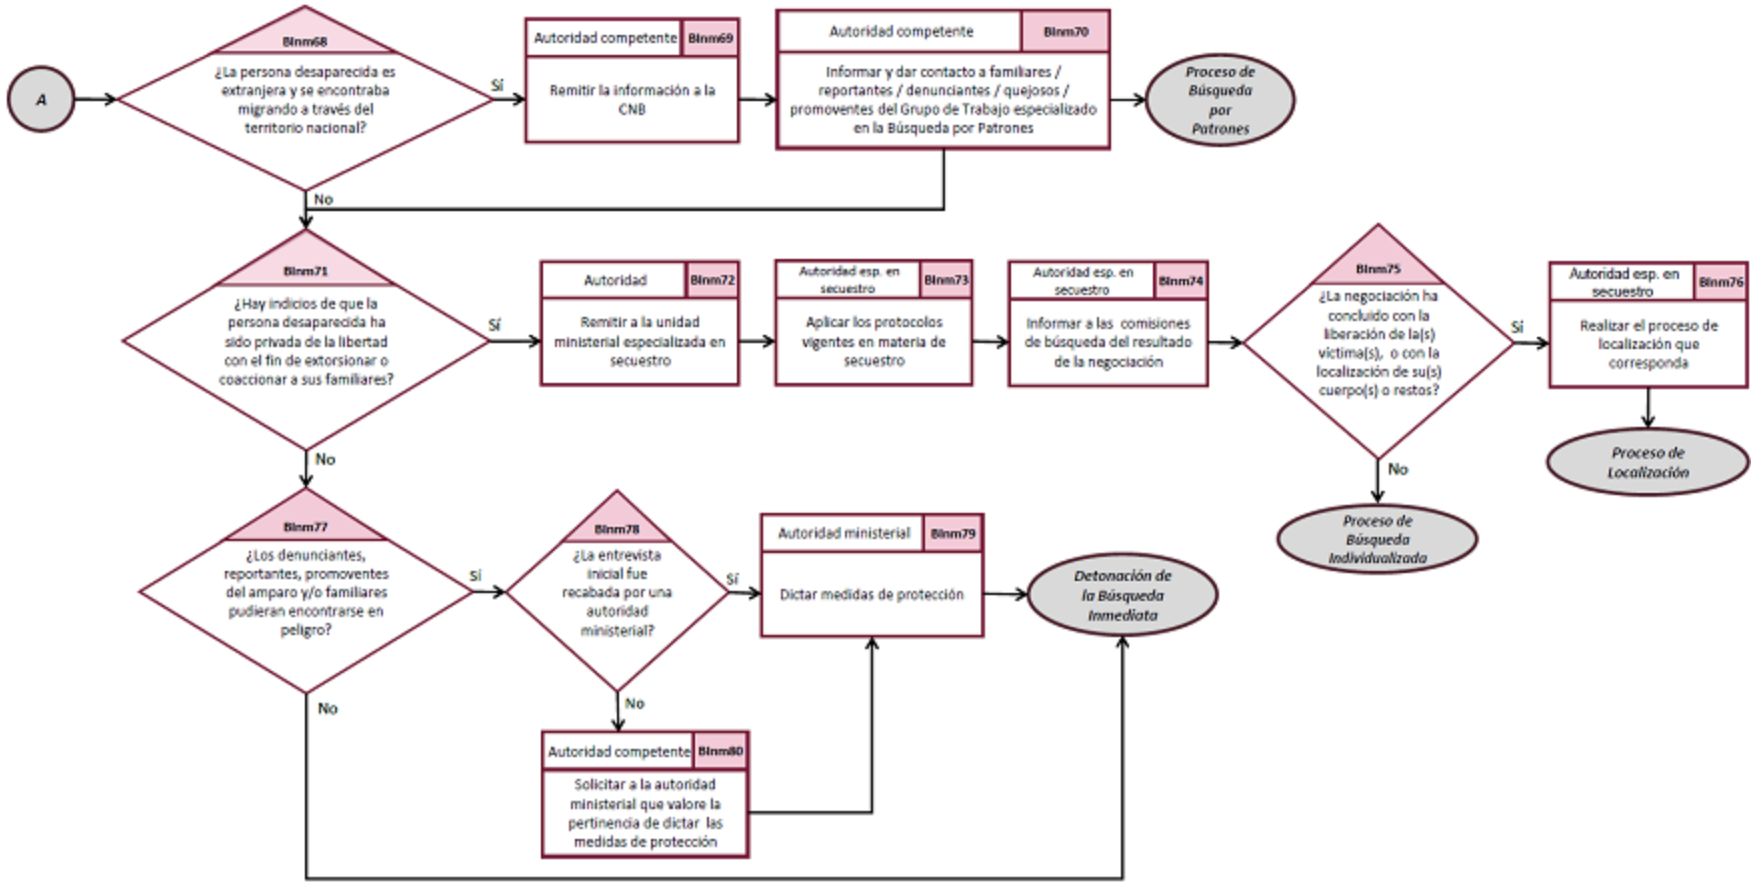 A
BInm68
¿La persona desaparecida es
extranjera y se encontraba
migrando a través del
territorio nacional?
Sí
No
Autoridad competente
BInm69
Remitir la información a la
CNB
Autoridad competente
BInm70
Informar y dar contacto a familiares /
reportantes / denunciantes / quejosos /
promoventes del Grupo de Trabajo especializado
en la Búsqueda por Patrones
Proceso de
Búsqueda
por
Patrones
BInm71
¿Hay indicios de que la
persona desaparecida ha
sido privada de la libertad
con el fin de extorsionar o
coaccionar a sus familiares?
Sí
No
Autoridad
BInm72
Remitir a la unidad
ministerial especializada en
secuestro
Autoridad esp. en
secuestro
BInm73
Aplicar los protocolos
vigentes en materia de
secuestro
Autoridad esp. en
secuestro
BInm74
Informar a las comisiones
de búsqueda del resultado
de la negociación
BInm75
¿La negociación ha
concluido con la
liberación de la(s)
víctima(s), o con la
localización de su(s)
cuerpo(s) o restos?
Sí
No
Autoridad esp. en
secuestro
BInm76
Realizar el proceso de
localización que
corresponda
Proceso de
Localización
Proceso de
Búsqueda
Individualizada
BInm77
¿Los denunciantes,
reportantes, promoventes
del amparo y/o familiares
pudieran encontrarse en
peligro?
Sí
No
BInm78
¿La entrevista
inicial fue
recabada por una
autoridad
ministerial?
Sí
No
Autoridad ministerial
BInm79
Dictar medidas de protección
Detonación de
la Búsqueda
Inmediata
Autoridad competente
BInm80
Solicitar a la autoridad
ministerial que valore la
pertinencia de dictar las
medidas de protección